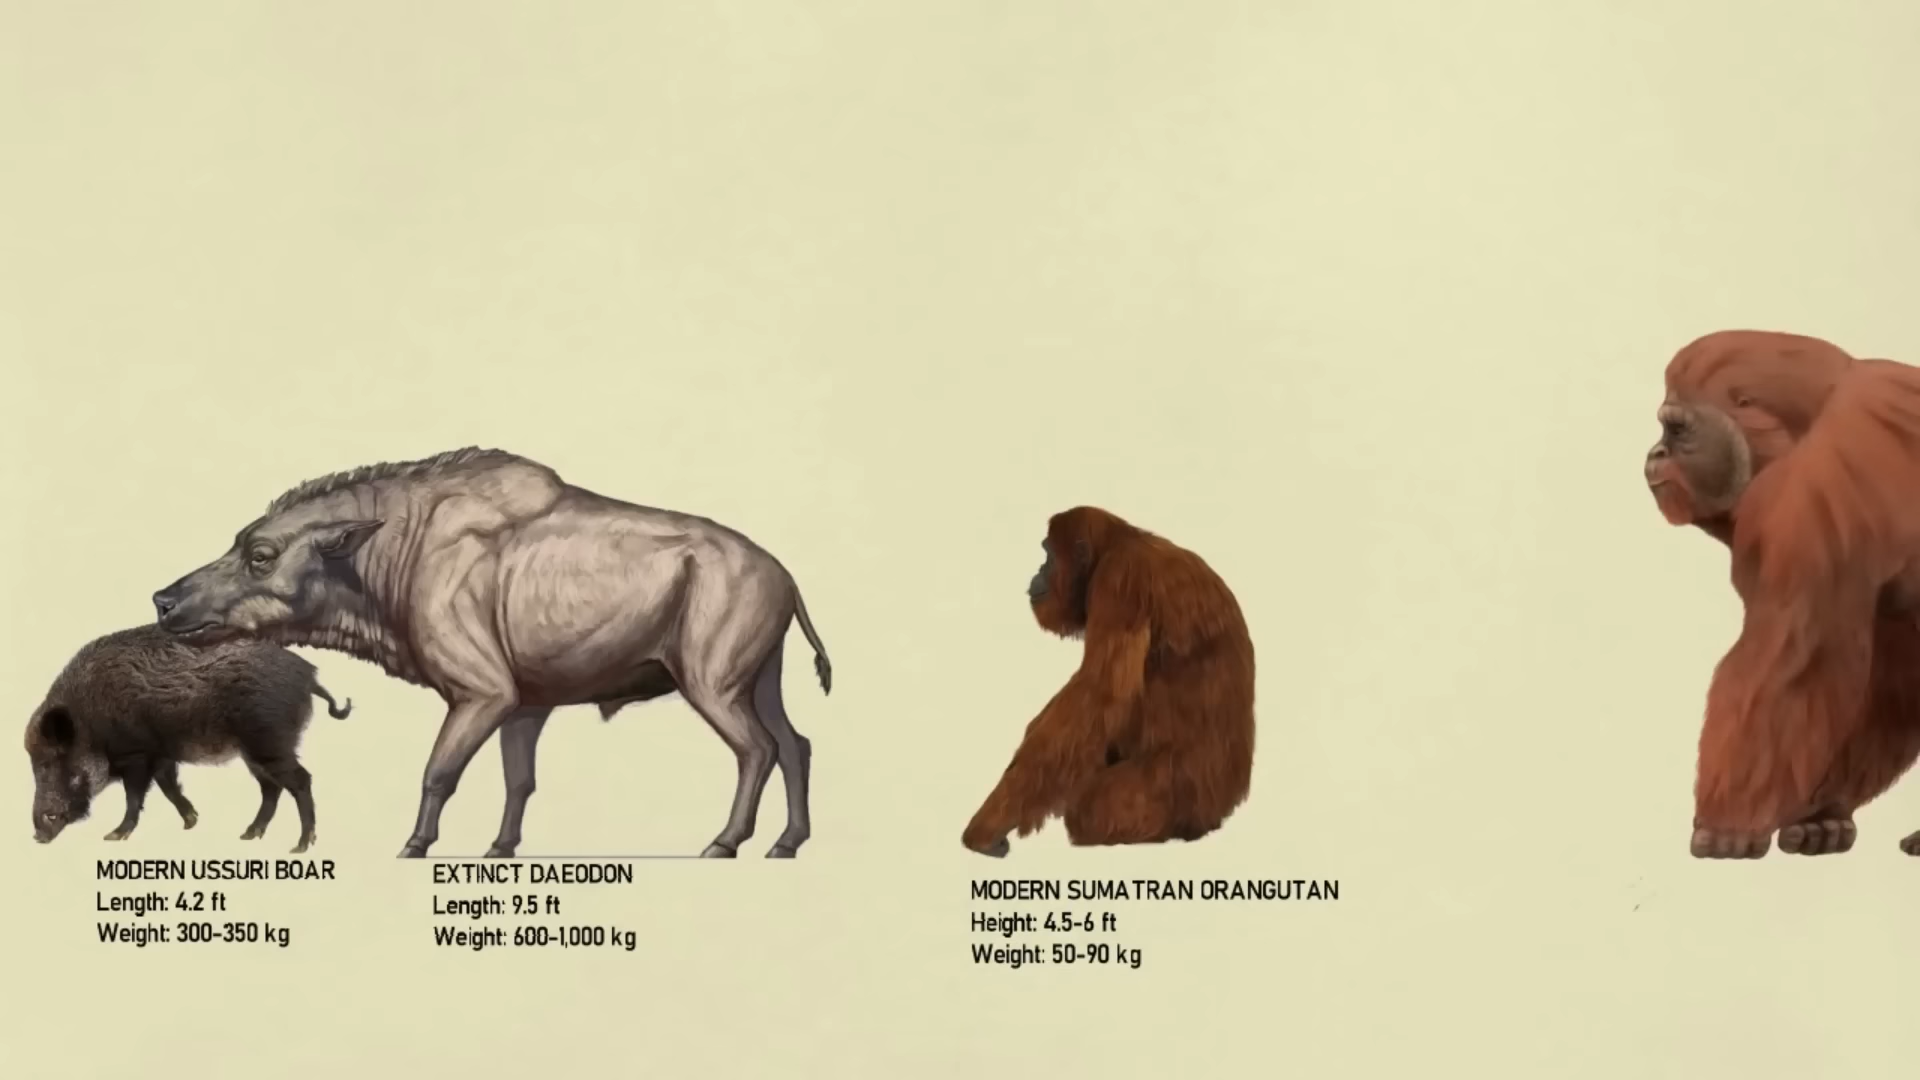 MODERN USSURI BOAR
Length: 4.2 ft
Weight: 300-350 kg
EXTINCT DAEODON
Length: 9.5 ft
Weight: 600-1,000 kg
MODERN SUMATRAN ORANGUTAN
Height: 4.5-6 ft
Weight: 50-90 kg